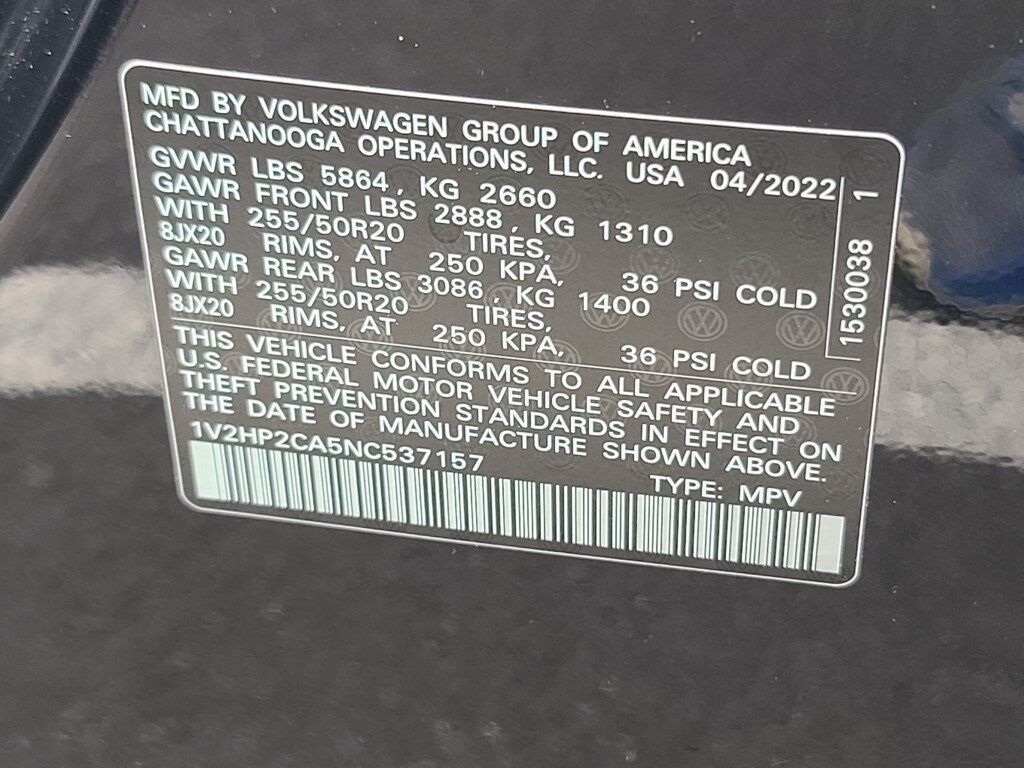 MFD BY VOLKSWAGEN GROUP OF AMERICA
CHATTANOOGA OPERATIONS, LLC. USA 04/2022
GVWR LBS 5864, KG 2660
GAWR FRONT LBS 2888, KG 1310
WITH 255/50R20 TIRES,
8JX20 RIMS, AT 250 KPA, 36 PSI COLD
GAWR REAR LBS 3086, KG 1400
WITH 255/50R20 TIRES,
8JX20 RIMS, AT 250 KPA, 36 PSI COLD
1530038 1
THIS VEHICLE CONFORMS TO ALL APPLICABLE
U.S. FEDERAL MOTOR VEHICLE SAFETY AND
THEFT PREVENTION STANDARDS IN EFFECT ON
THE DATE OF MANUFACTURE SHOWN ABOVE.
1V2HP2CA5NC537157
TYPE: MPV